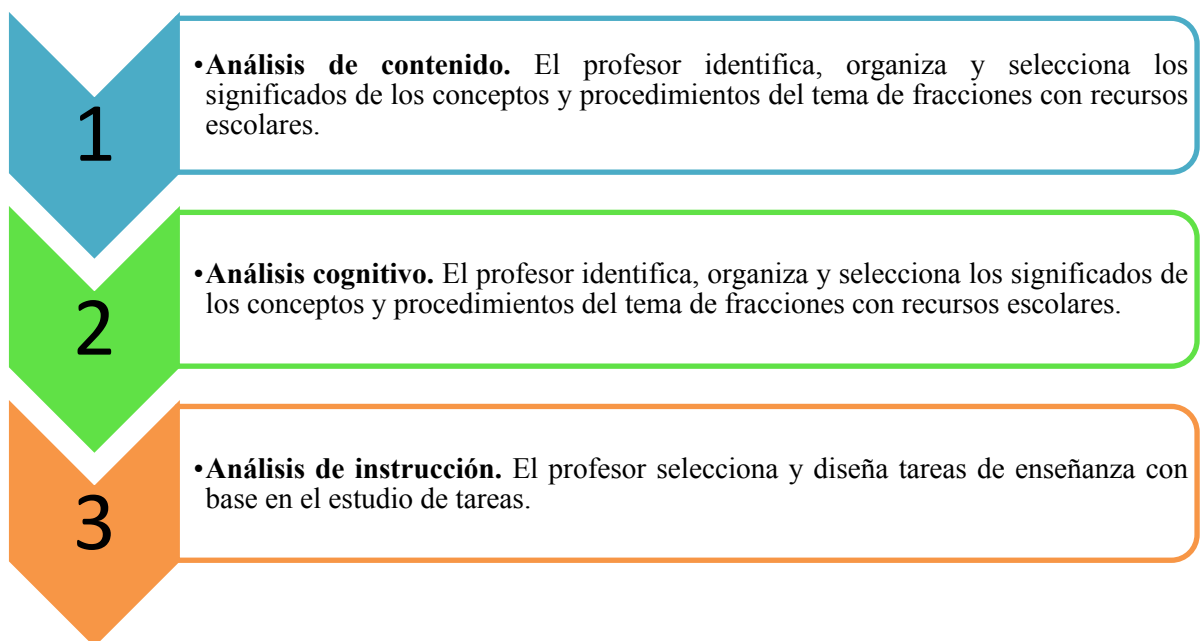 1
•Análisis de contenido. El profesor identifica, organiza y selecciona los
significados de los conceptos y procedimientos del tema de fracciones con recursos
escolares.
2
•Análisis cognitivo. El profesor identifica, organiza y selecciona los significados de
los conceptos y procedimientos del tema de fracciones con recursos escolares.
3
•Análisis de instrucción. El profesor selecciona y diseña tareas de enseñanza con
base en el estudio de tareas.